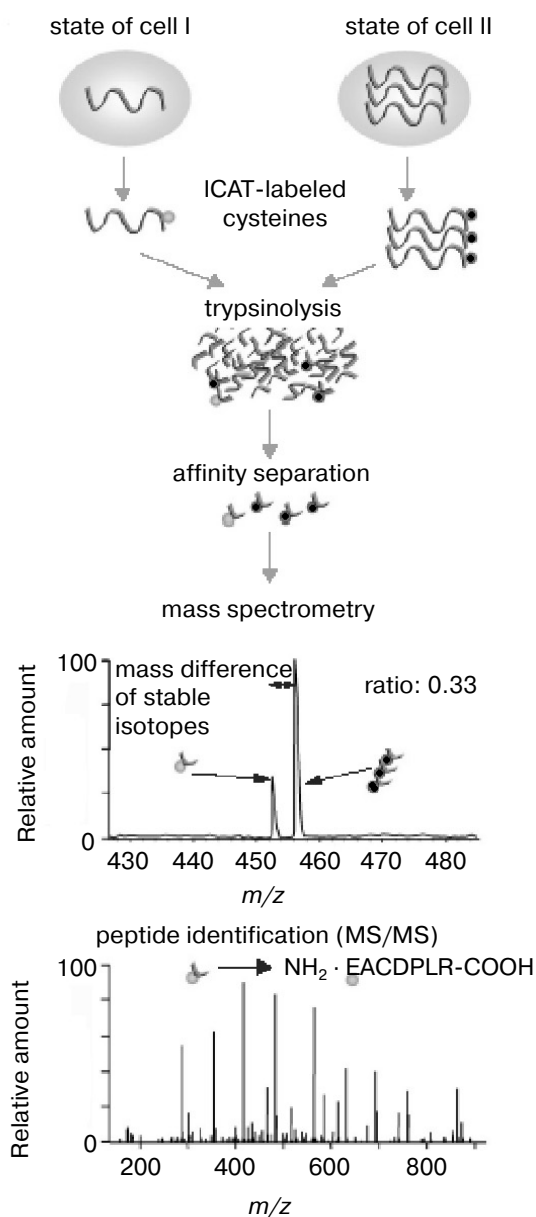 state of cell I
state of cell II
ICAT-labeled
cysteines
trypsinolysis
affinity separation
mass spectrometry
Relative amount
100
0
mass difference
of stable
isotopes
ratio: 0.33
430 440 450 460 470 480
m/z
peptide identification (MS/MS)
Relative amount
100
0
NH₂ · EACDPLR-COOH
200 400 600 800
m/z